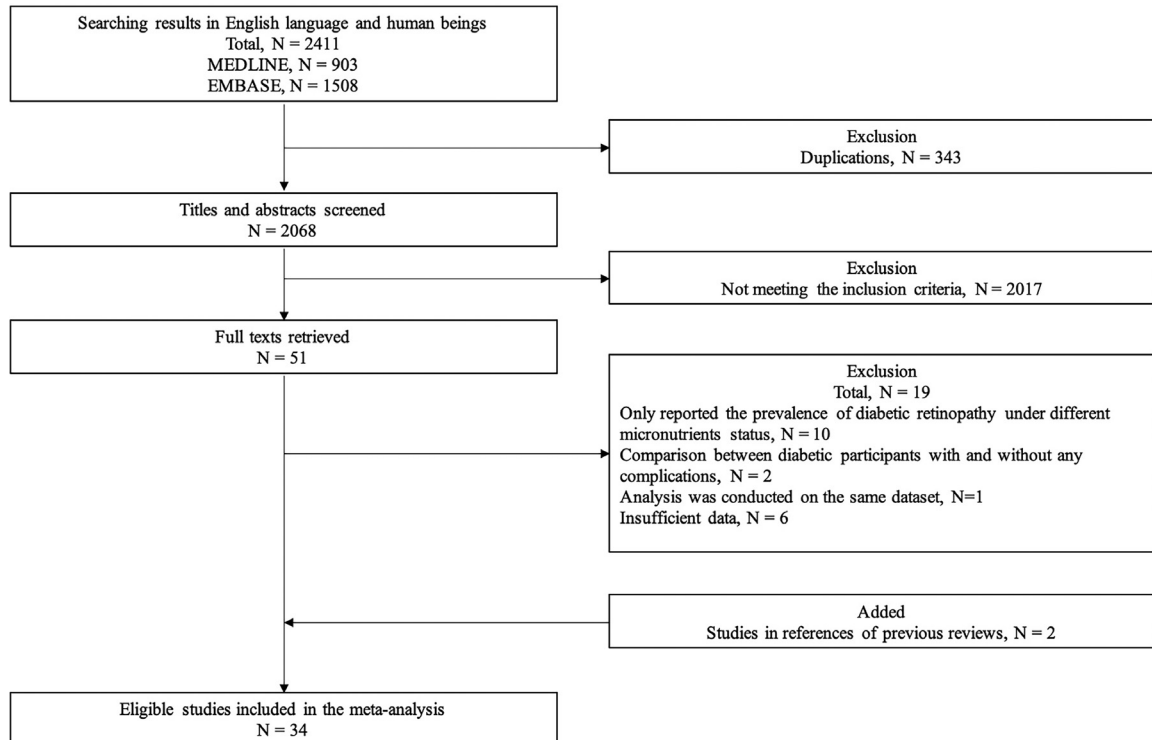 Searching results in English language and human beings
Total, N = 2411
MEDLINE, N = 903
EMBASE, N = 1508
Exclusion
Duplications, N = 343
Titles and abstracts screened
N = 2068
Exclusion
Not meeting the inclusion criteria, N = 2017
Full texts retrieved
N = 51
Exclusion
Total, N = 19
Only reported the prevalence of diabetic retinopathy under different
micronutrients status, N = 10
Comparison between diabetic participants with and without any
complications, N = 2
Analysis was conducted on the same dataset, N=1
Insufficient data, N = 6
Added
Studies in references of previous reviews, N = 2
Eligible studies included in the meta-analysis
N = 34